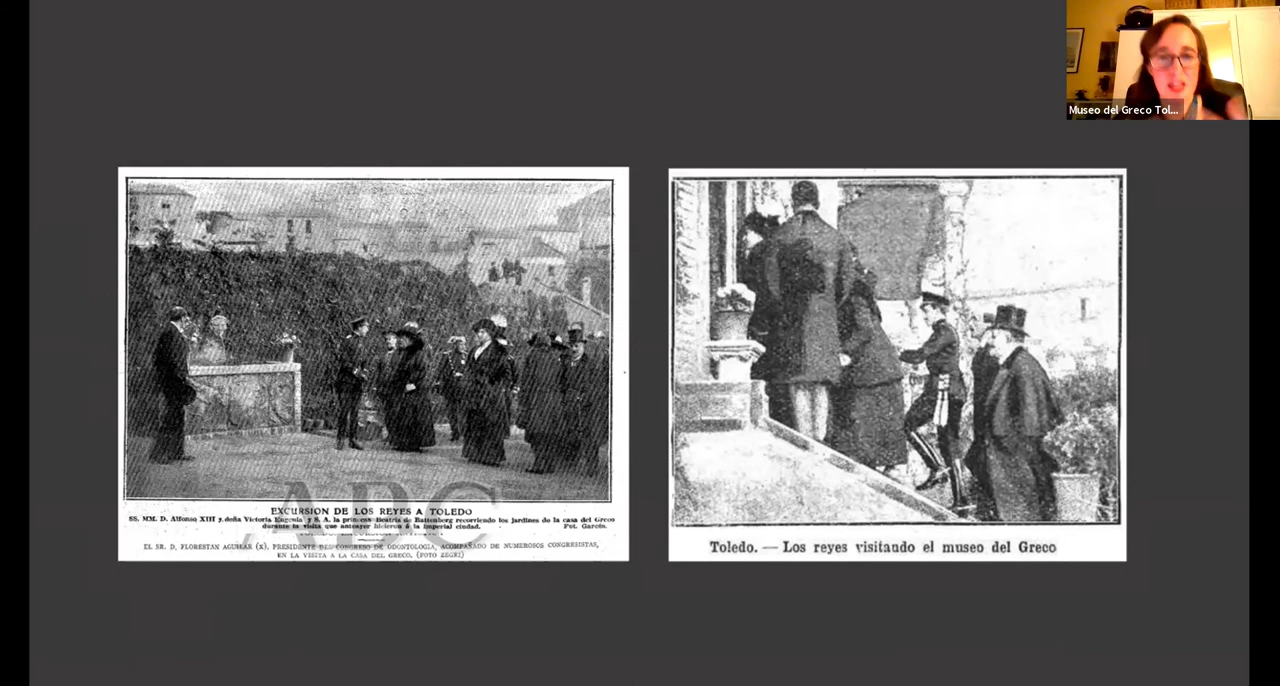 Museo del Greco Tol...
ABC
EXCURSION DE LOS REYES A TOLEDO
SS. MM. D. Alfonso XIII y doña Victoria Eugenia y S. A. la princesa Beatriz de Battenberg recorriendo los jardines de la casa del Greco
durante la visita que anteayer hicieron á la imperial ciudad. Fot. Garcés.
EL SR. D. FLORESTAN AGUILAR (X), PRESIDENTE DEL CONGRESO DE ODONTOLOGIA, ACOMPAÑADO DE NUMEROSOS CONGRESISTAS,
EN LA VISITA A LA CASA DEL GRECO. (FOTO ZEGRI)
Toledo. — Los reyes visitando el museo del Greco